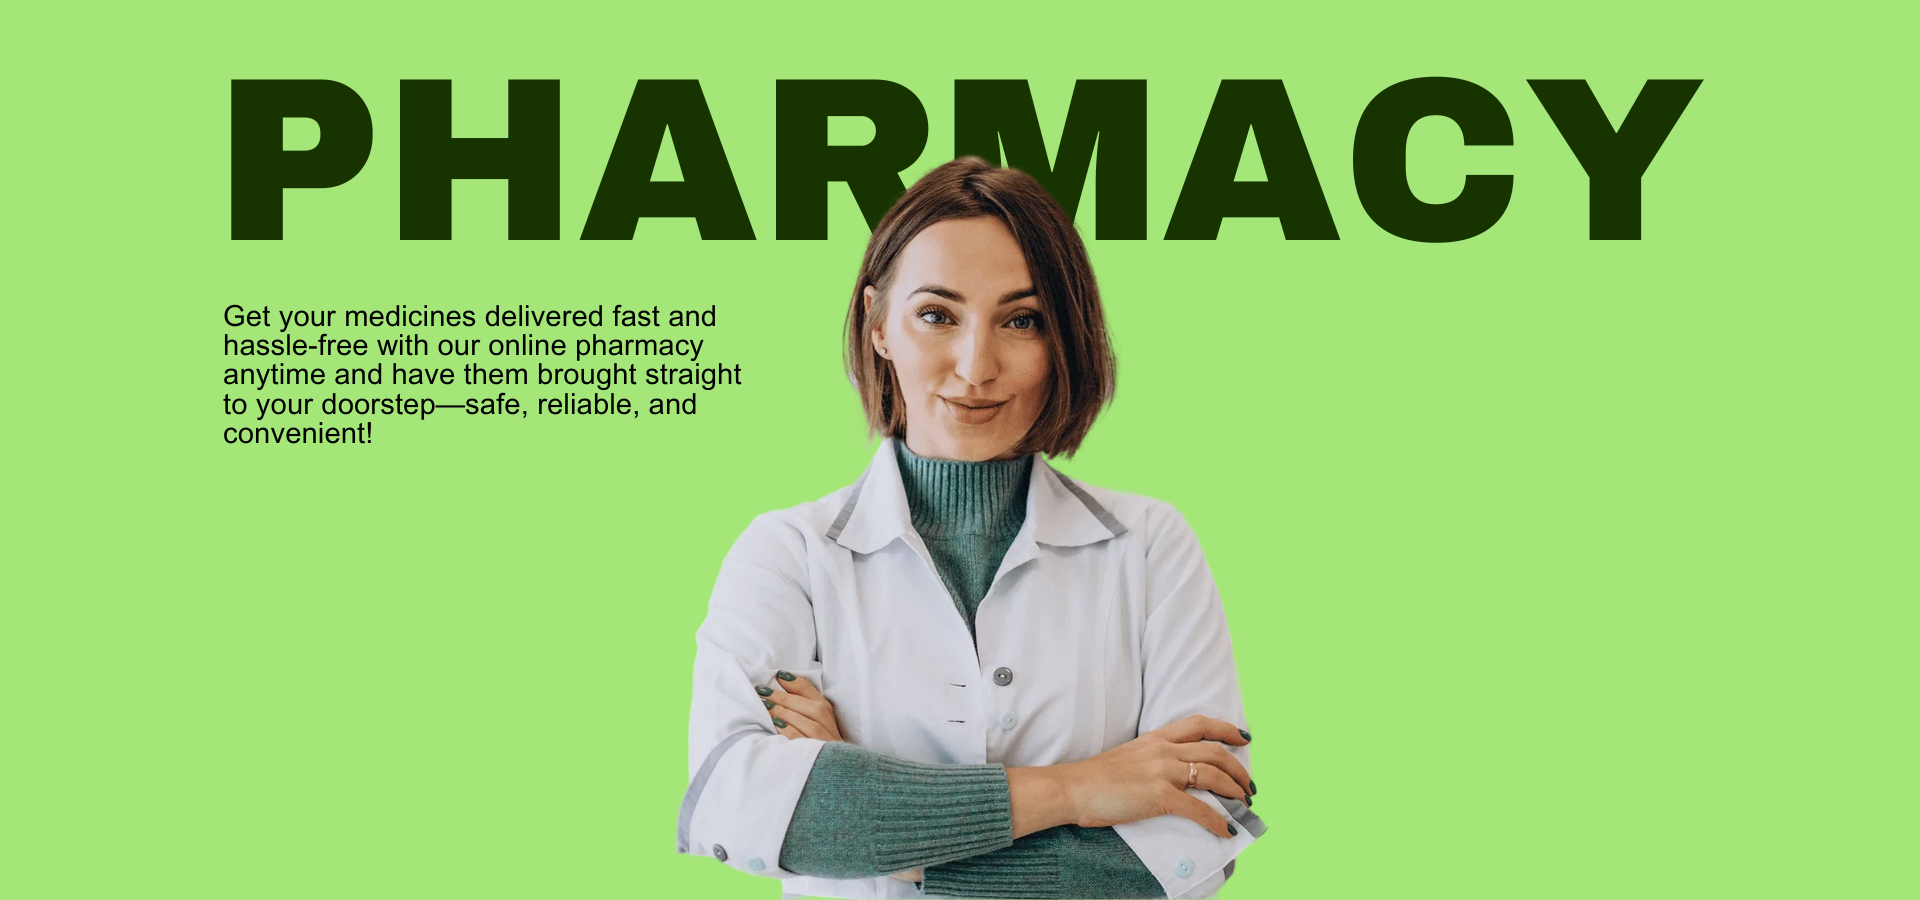 PHARMACY
Get your medicines delivered fast and
hassle-free with our online pharmacy
anytime and have them brought straight
to your doorstep—safe, reliable, and
convenient!